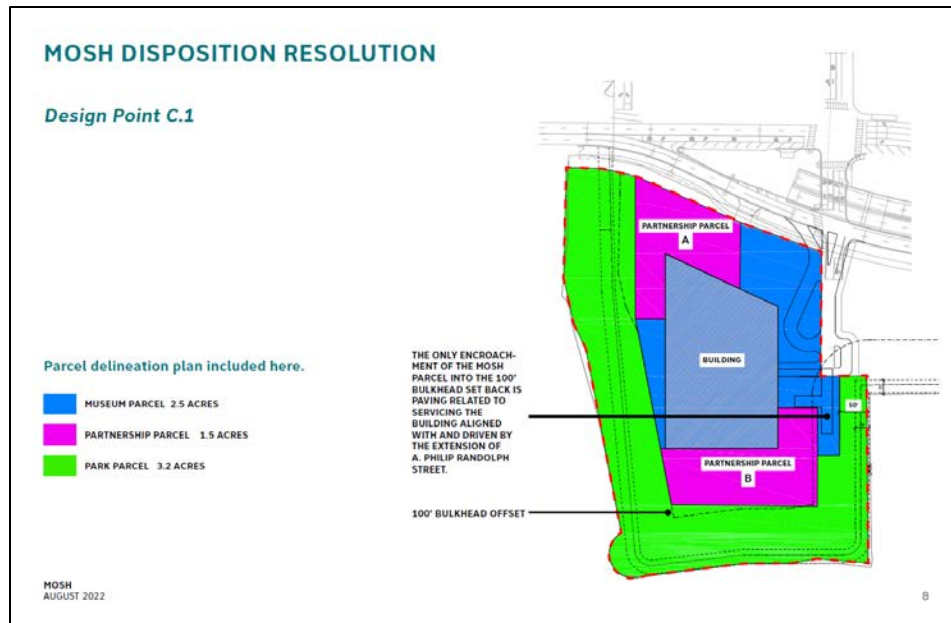 MOSH DISPOSITION RESOLUTION
Design Point C.1
PARTNERSHIP PARCEL
A
BUILDING
50'
PARTNERSHIP PARCEL
B
Parcel delineation plan included here.
MUSEUM PARCEL 2.5 ACRES
PARTNERSHIP PARCEL 1.5 ACRES
PARK PARCEL 3.2 ACRES
THE ONLY ENCROACH-
MENT OF THE MOSH
PARCEL INTO THE 100'
BULKHEAD SET BACK IS
PAVING RELATED TO
SERVICING THE
BUILDING ALIGNED
WITH AND DRIVEN BY
THE EXTENSION OF
A. PHILIP RANDOLPH
STREET.
100' BULKHEAD OFFSET
MOSH
AUGUST 2022
8